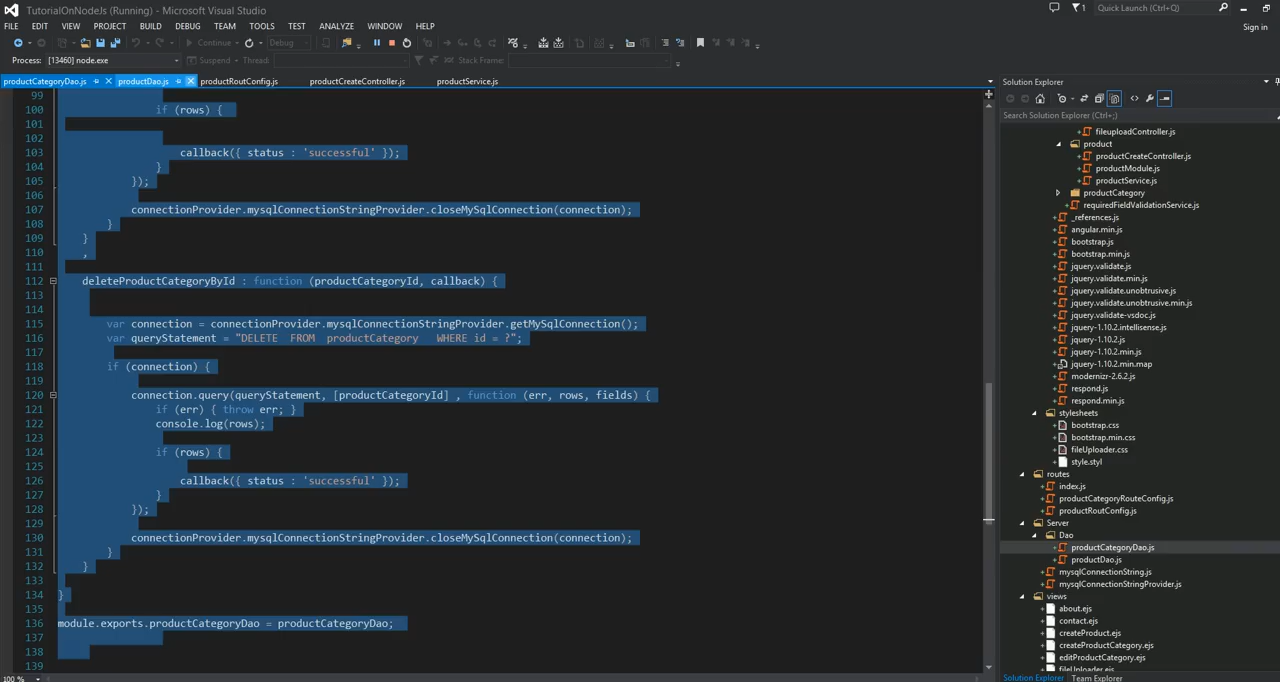 TutorialOnNodeJs (Running) - Microsoft Visual Studio
Quick Launch (Ctrl+Q)
FILE EDIT VIEW PROJECT BUILD DEBUG TEAM TOOLS TEST ANALYZE WINDOW HELP
Sign in
Continue Debug
Process: [13460] node.exe Suspend Thread: Stack Frame:
productCategoryDao.js productDao.js productRoutConfig.js productCreateController.js productService.js
99
100 if (rows) {
101
102
103 callback({ status : 'successful' });
104 }
105 });
106
107 connectionProvider.mysqlConnectionStringProvider.closeMySqlConnection(connection);
108 }
109 }
110 ,
111
112 deleteProductCategoryById : function (productCategoryId, callback) {
113
114
115 var connection = connectionProvider.mysqlConnectionStringProvider.getMySqlConnection();
116 var queryStatement = "DELETE FROM productCategory WHERE id = ?";
117
118 if (connection) {
119
120 connection.query(queryStatement, [productCategoryId] , function (err, rows, fields) {
121 if (err) { throw err; }
122 console.log(rows);
123
124 if (rows) {
125
126 callback({ status : 'successful' });
127 }
128 });
129
130 connectionProvider.mysqlConnectionStringProvider.closeMySqlConnection(connection);
131 }
132 }
133
134 }
135
136 module.exports.productCategoryDao = productCategoryDao;
137
138
139
100 %
Solution Explorer
Search Solution Explorer (Ctrl+;)
fileuploadController.js
product
productCreateController.js
productModule.js
productService.js
productCategory
requiredFieldValidationService.js
_references.js
angular.min.js
bootstrap.js
bootstrap.min.js
jquery.validate.js
jquery.validate.min.js
jquery.validate.unobtrusive.js
jquery.validate.unobtrusive.min.js
jquery.validate-vsdoc.js
jquery-1.10.2.intellisense.js
jquery-1.10.2.js
jquery-1.10.2.min.js
jquery-1.10.2.min.map
modernizr-2.6.2.js
respond.js
respond.min.js
stylesheets
bootstrap.css
bootstrap.min.css
fileUploader.css
style.styl
routes
index.js
productCategoryRouteConfig.js
productRoutConfig.js
Server
Dao
productCategoryDao.js
productDao.js
mysqlConnectionString.js
mysqlConnectionStringProvider.js
views
about.ejs
contact.ejs
createProduct.ejs
createProductCategory.ejs
editProductCategory.ejs
fileUploader.ejs
Solution Explorer Team Explorer